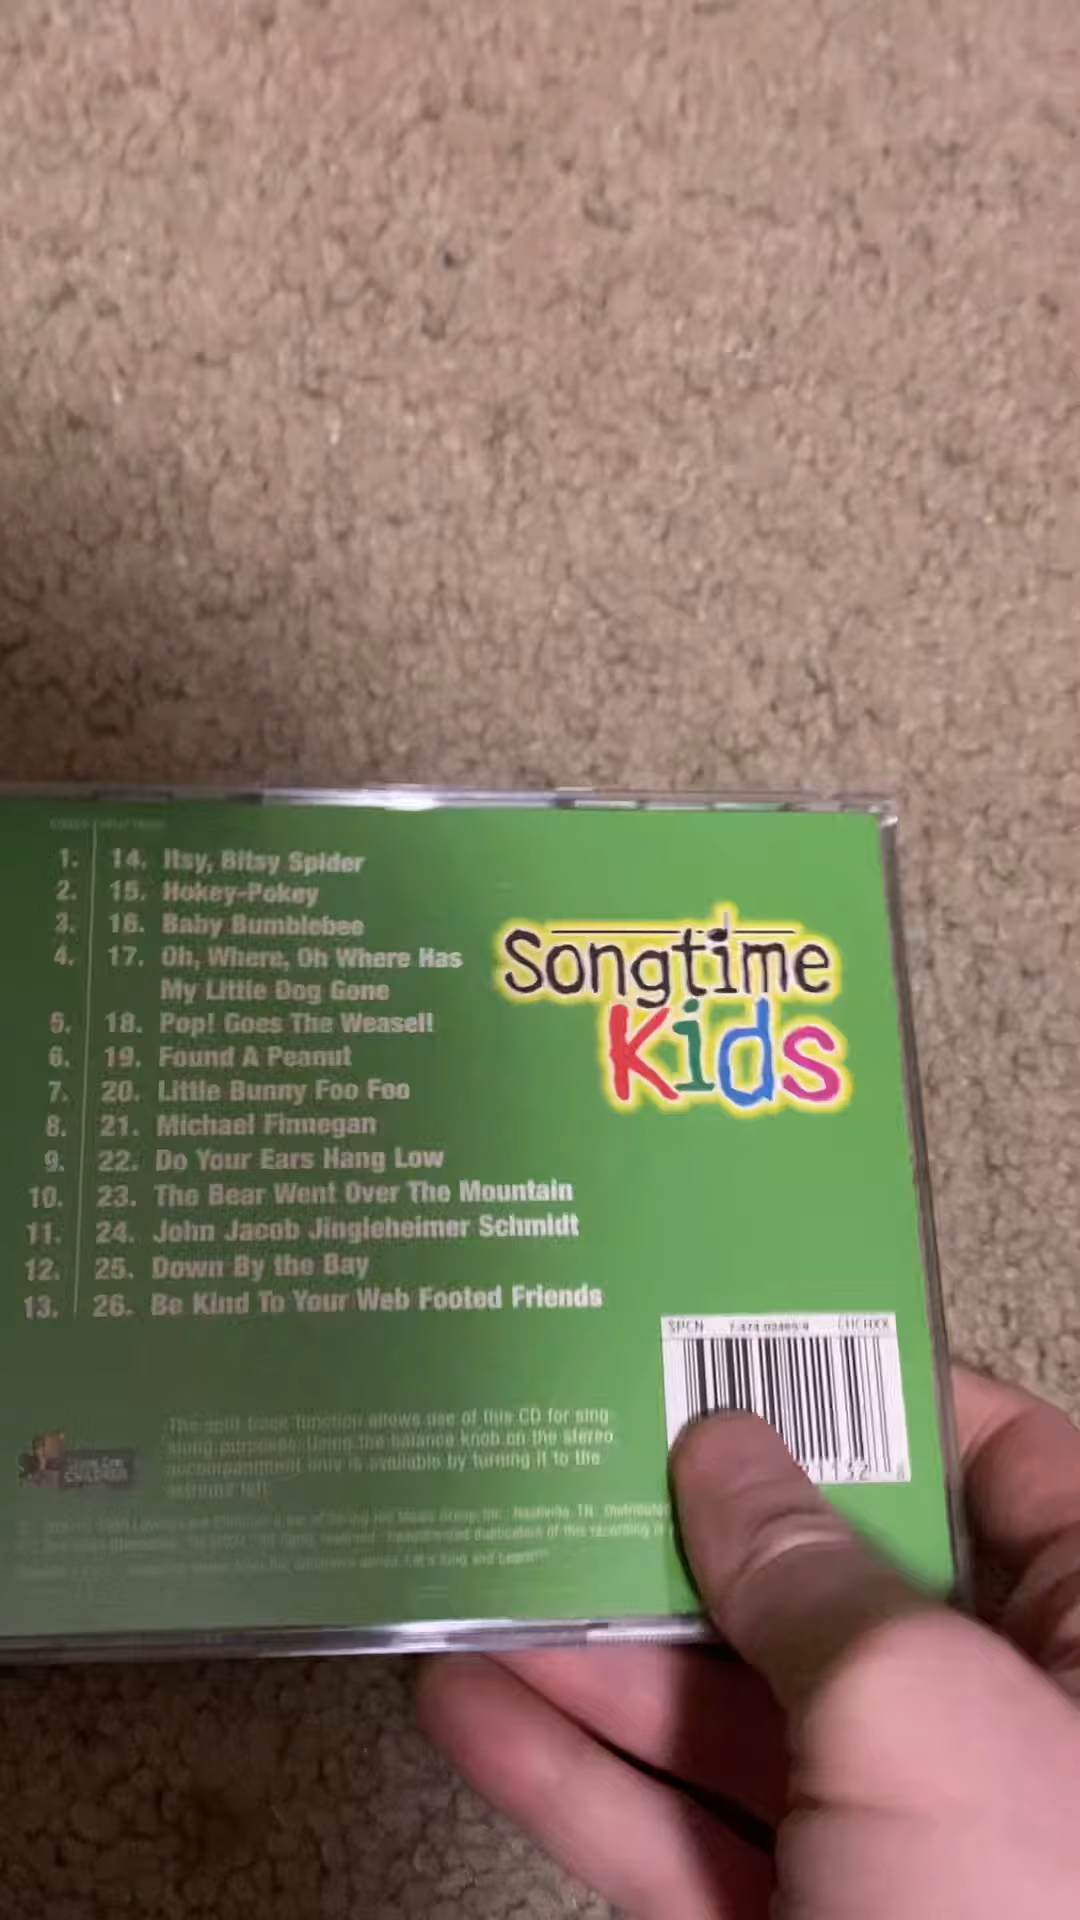 1. 14. Itsy, Bitsy Spider
2. 15. Hokey-Pokey
3. 16. Baby Bumblebee
4. 17. Oh, Where, Oh Where Has
My Little Dog Gone
5. 18. Pop! Goes The Weasel!
6. 19. Found A Peanut
7. 20. Little Bunny Foo Foo
8. 21. Michael Finnegan
9. 22. Do Your Ears Hang Low
10. 23. The Bear Went Over The Mountain
11. 24. John Jacob Jingleheimer Schmidt
12. 25. Down By the Bay
13. 26. Be Kind To Your Web Footed Friends
Songtime
Kids
SPCN
The split track function allows use of this CD for sing
along purposes. Using the balance knob on the stereo
accompaniment only is available by turning it to the
extreme left